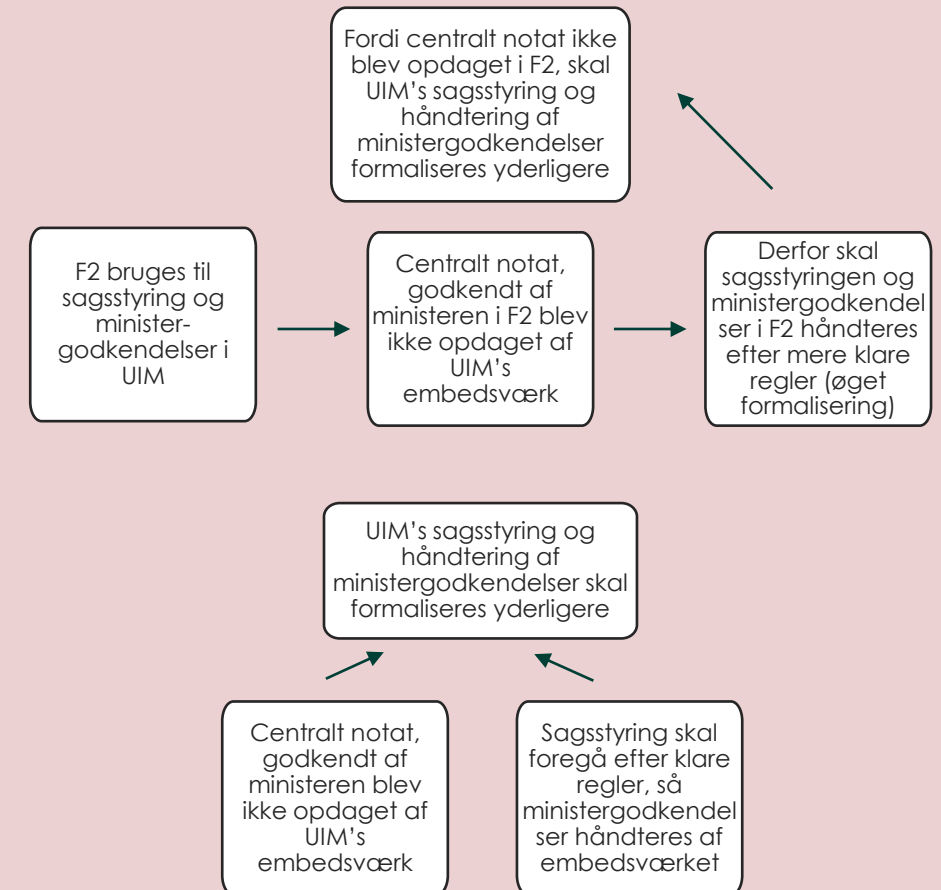 Fordi centralt notat ikke
blev opdaget i F2, skal
UIM's sagsstyring og
håndtering af
ministergodkendelser
formaliseres yderligere
F2 bruges til
sagsstyring og
minister-
godkendelser i
UIM
Centralt notat,
godkendt af
ministeren i F2 blev
ikke opdaget af
UIM's
embedsværk
Derfor skal
sagsstyringen og
ministergodkendel
ser i F2 håndteres
efter mere klare
regler (øget
formalisering)
UIM's sagsstyring og
håndtering af
ministergodkendelser skal
formaliseres yderligere
Centralt notat,
godkendt af
ministeren blev
ikke opdaget af
UIM's
embedsværk
Sagsstyring skal
foregå efter klare
regler, så
ministergodkendel
ser håndteres af
embedsværket